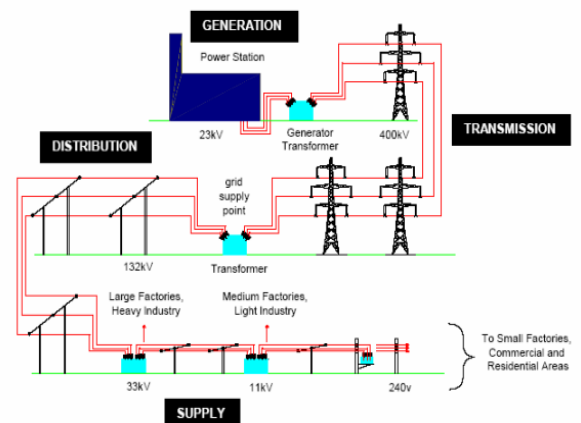 GENERATION
Power Station
23kV
Generator
Transformer
400kV
TRANSMISSION
DISTRIBUTION
grid
supply
point
132kV
Transformer
Large Factories,
Heavy Industry
Medium Factories,
Light Industry
To Small Factories,
Commercial and
Residential Areas
33kV
11kV
240v
SUPPLY